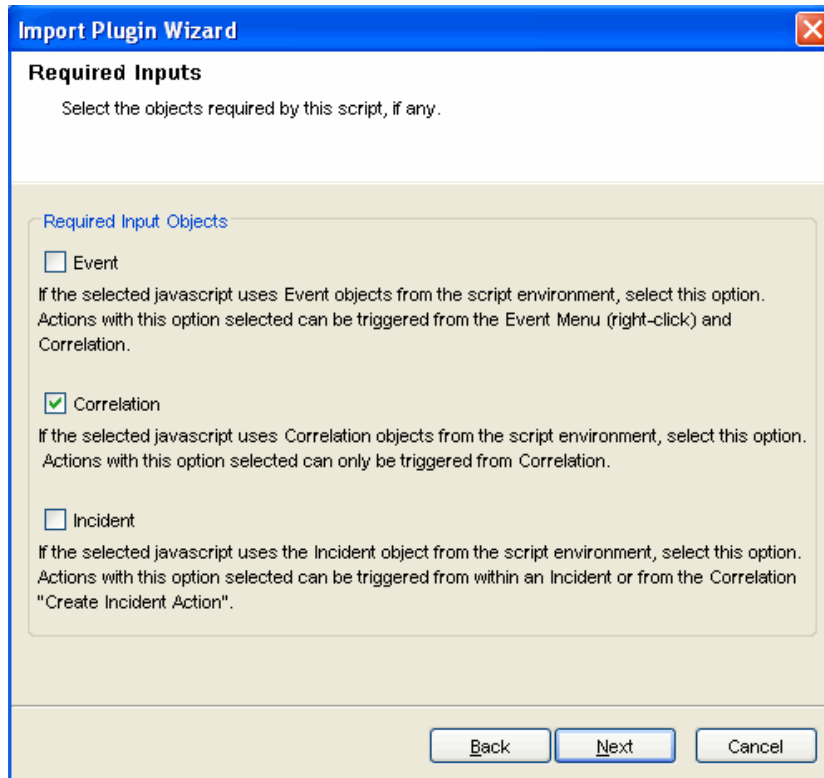 Import Plugin Wizard
Required Inputs
Select the objects required by this script, if any.
Required Input Objects
Event
If the selected javascript uses Event objects from the script environment, select this option.
Actions with this option selected can be triggered from the Event Menu (right-click) and
Correlation.
Correlation
If the selected javascript uses Correlation objects from the script environment, select this option.
Actions with this option selected can only be triggered from Correlation.
Incident
If the selected javascript uses the Incident object from the script environment, select this option.
Actions with this option selected can be triggered from within an Incident or from the Correlation
"Create Incident Action".
Back Next Cancel